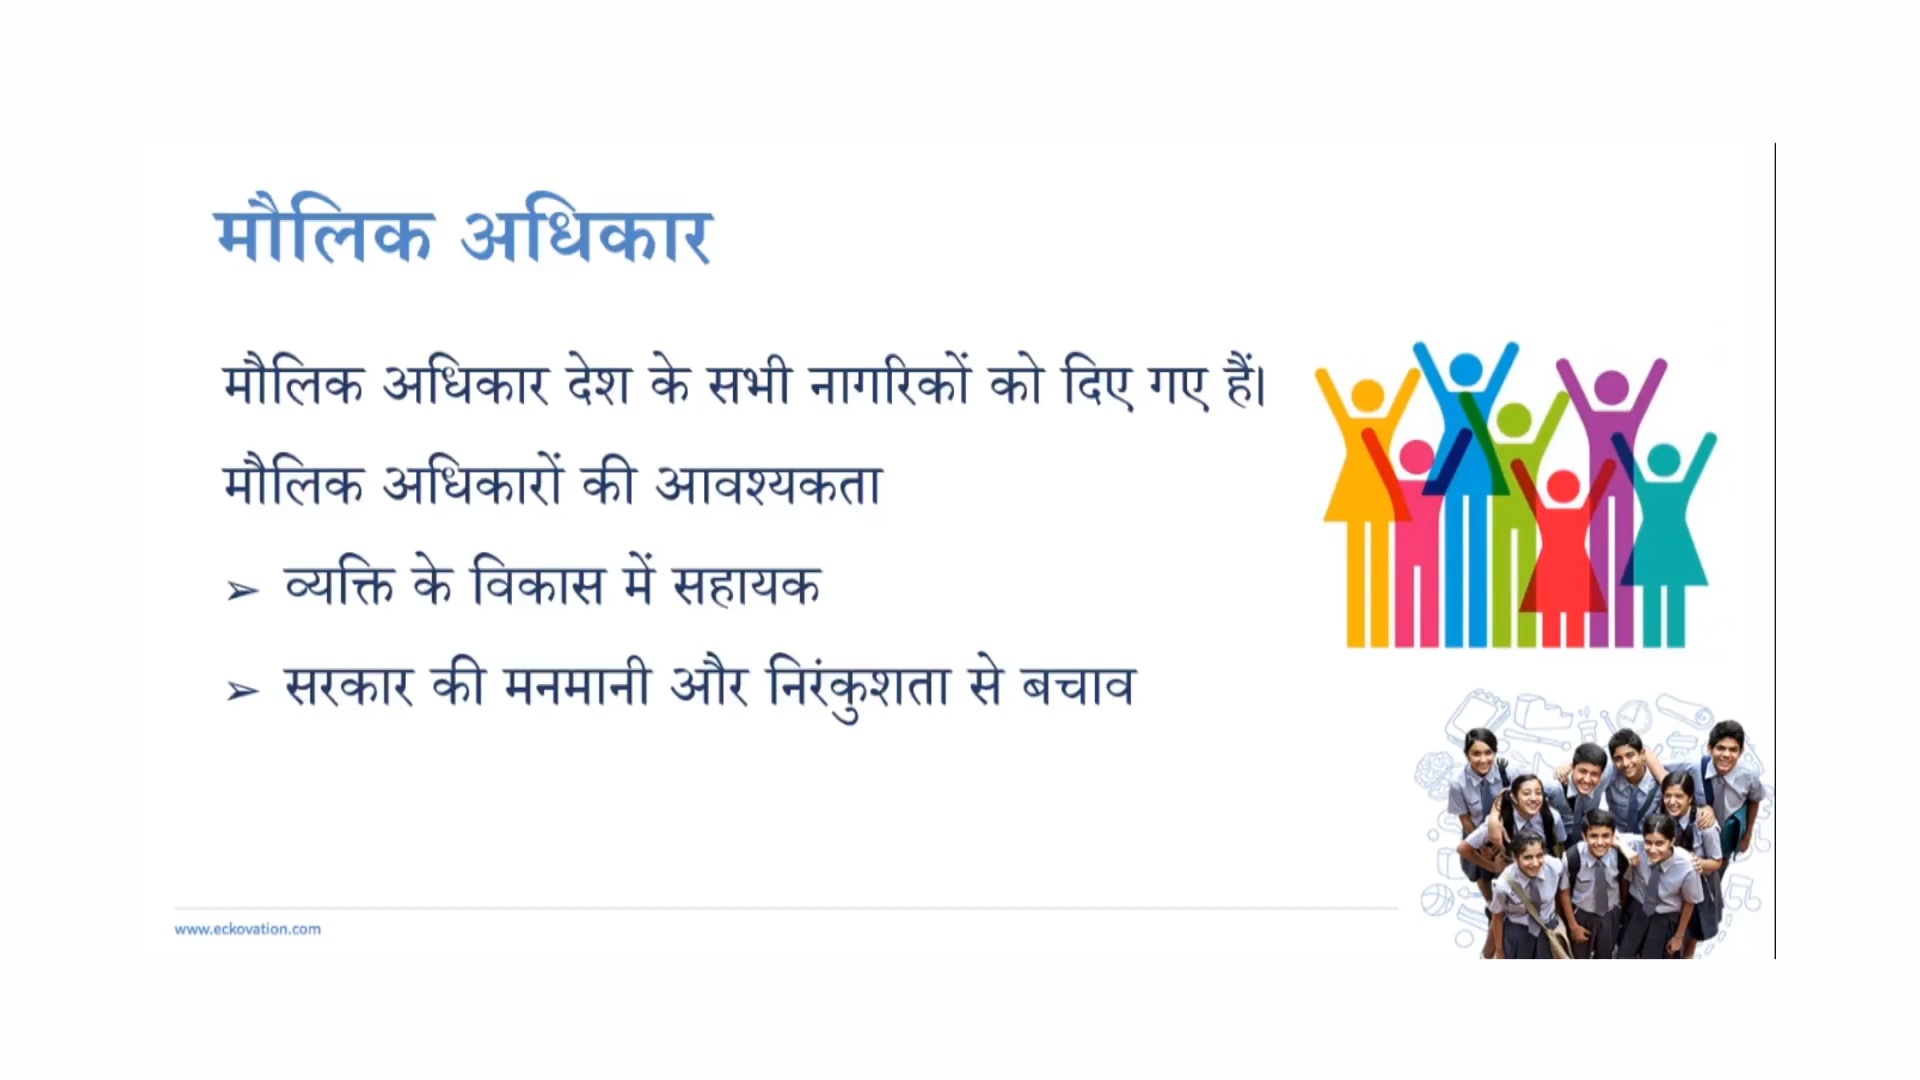 मौलिक अधिकार
मौलिक अधिकार देश के सभी नागरिकों को दिए गए हैं।
मौलिक अधिकारों की आवश्यकता
➢ व्यक्ति के विकास में सहायक
➢ सरकार की मनमानी और निरंकुशता से बचाव
www.eckovation.com